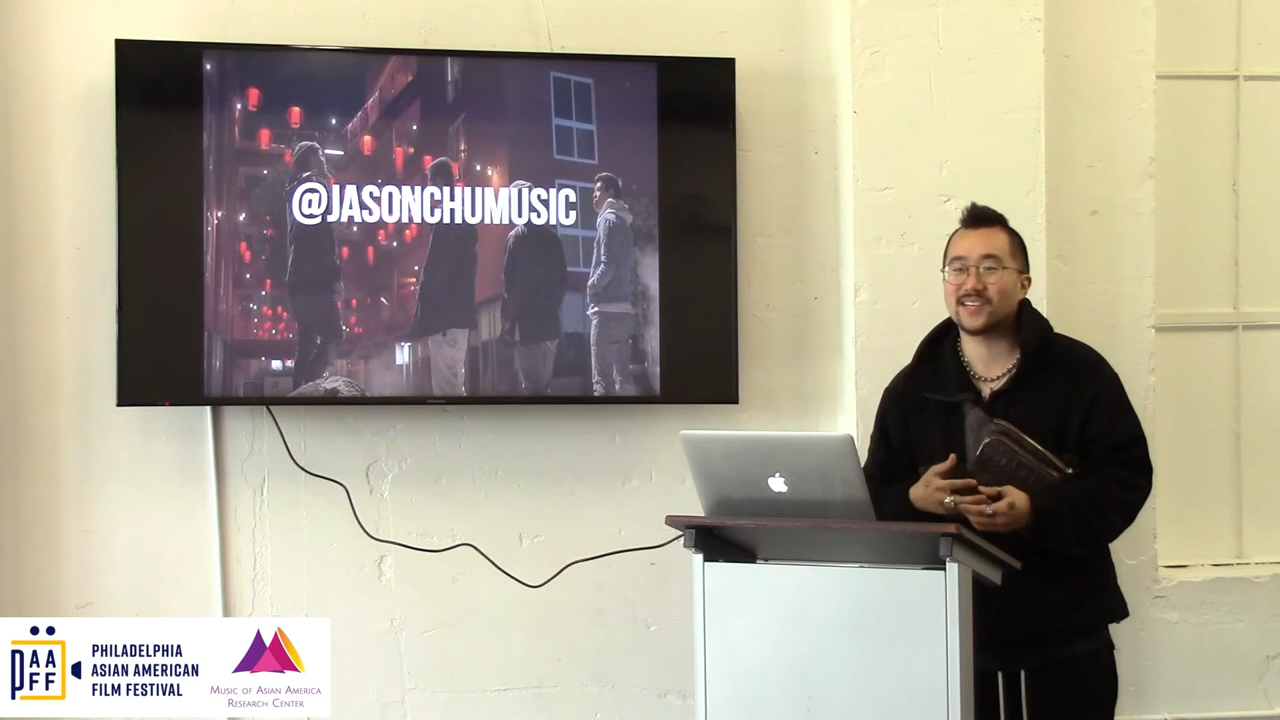 @JASONCHUMUSIC
PAAFF
PHILADELPHIA
ASIAN AMERICAN
FILM FESTIVAL
MUSIC OF ASIAN AMERICA
RESEARCH CENTER